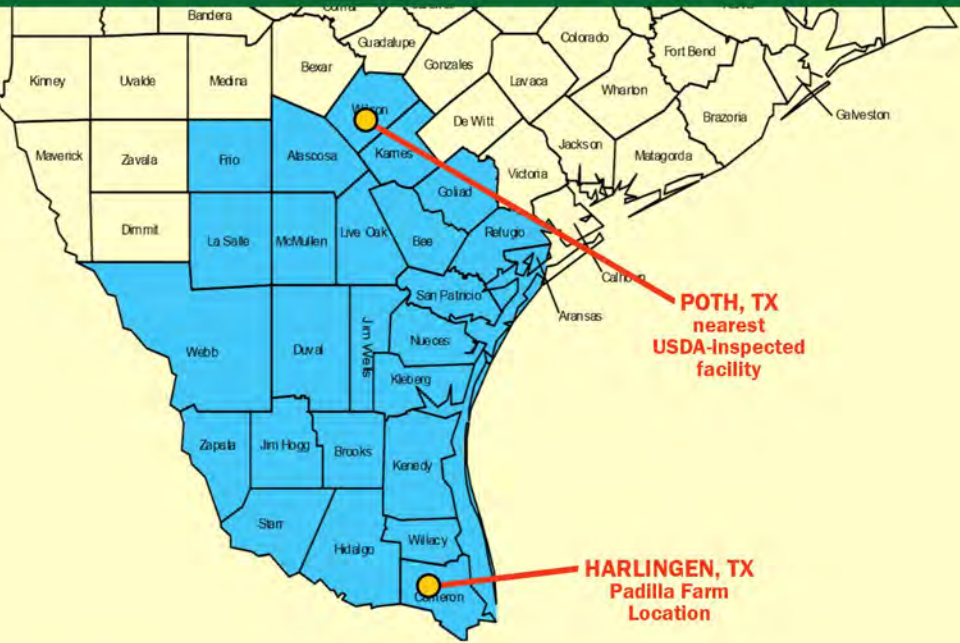 Bandera
Guadalupe
Colorado
Fort Bend
Kinney
Uvalde
Medina
Bexar
Gonzales
Lavaca
Wharton
Brazoria
Galveston
Wilson
De Witt
Jackson
Matagorda
Maverick
Zavala
Frio
Atascosa
Karnes
Victoria
Goliad
Dimmit
La Salle
McMullen
Live Oak
Bee
Refugio
Calhoun
San Patricio
Aransas
POTH, TX
nearest
USDA-inspected
facility
Webb
Duval
Jim Wells
Nueces
Kleberg
Zapata
Jim Hogg
Brooks
Kenedy
Starr
Hidalgo
Willacy
Cameron
HARLINGEN, TX
Padilla Farm
Location